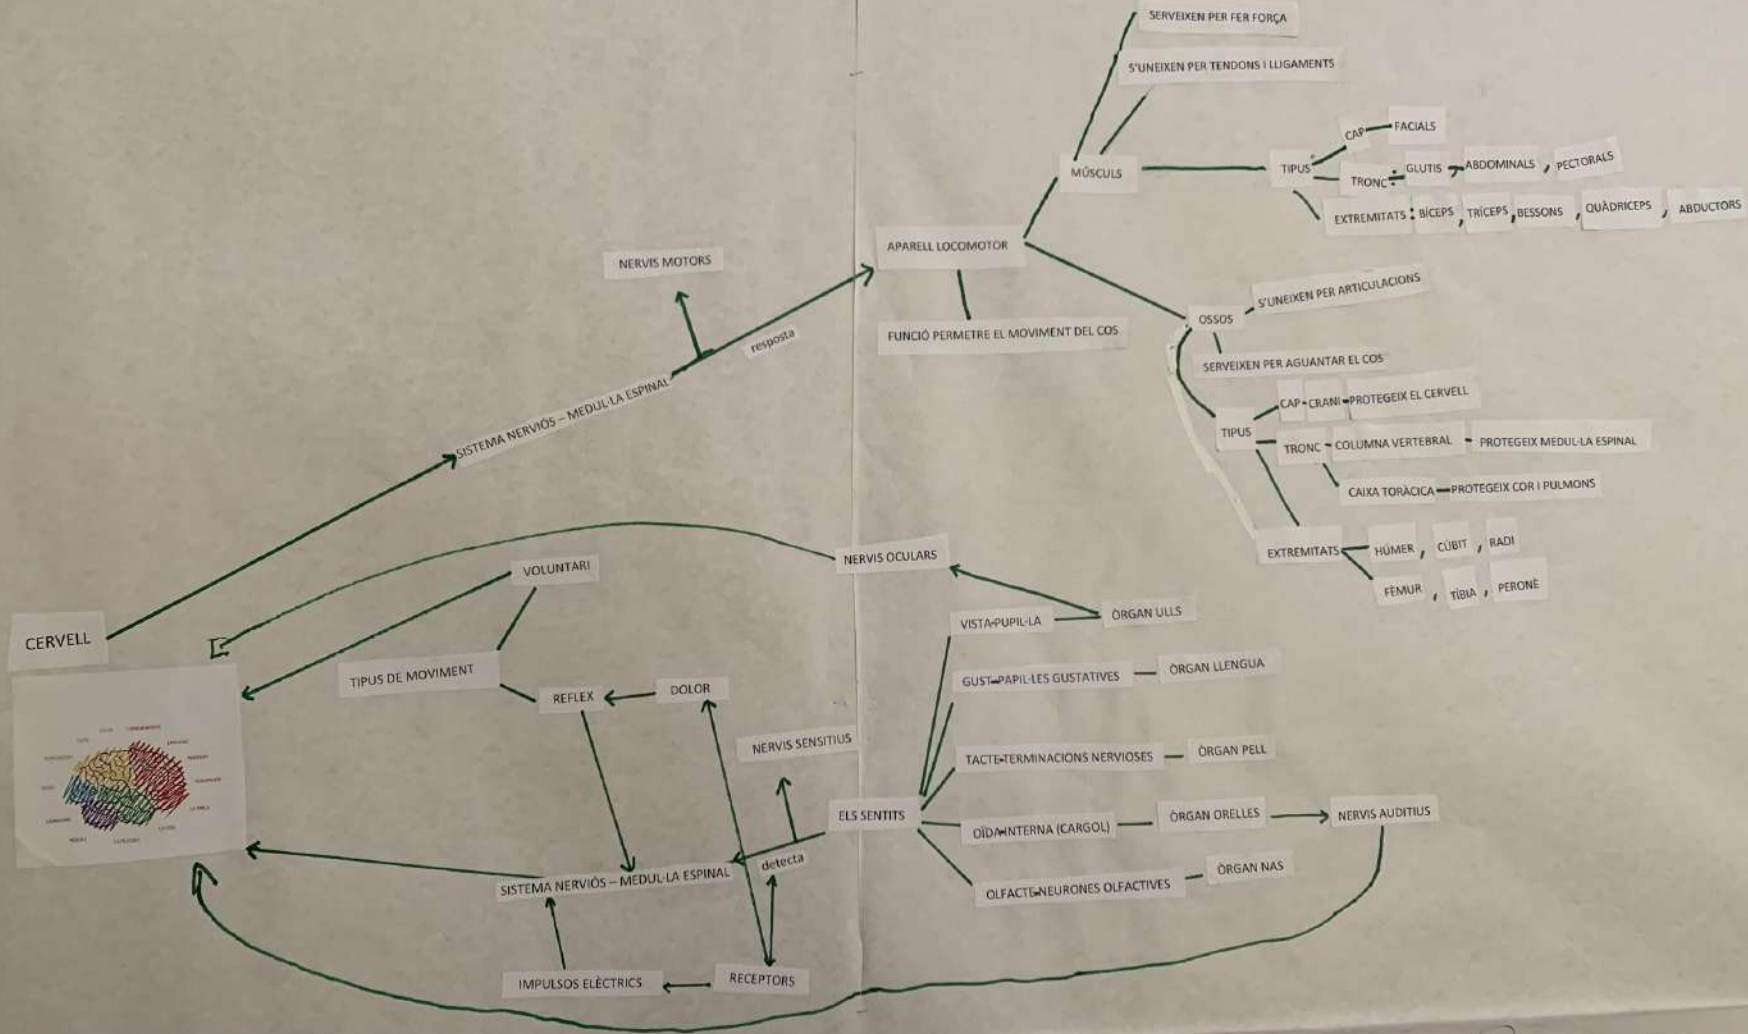 SERVEIXEN PER FER FORÇA
S'UNEIXEN PER TENDONS I LLIGAMENTS
MÚSCULS
TIPUS
CAP FACIALS
TRONC : GLUTIS , ABDOMINALS , PECTORALS
EXTREMITATS : BÍCEPS , TRÍCEPS , BESSONS , QUÀDRICEPS , ABDUCTORS
APARELL LOCOMOTOR
FUNCIÓ PERMETRE EL MOVIMENT DEL COS
NERVIS MOTORS
resposta
SISTEMA NERVIÓS – MEDUL·LA ESPINAL
OSSOS
S'UNEIXEN PER ARTICULACIONS
SERVEIXEN PER AGUANTAR EL COS
TIPUS
CAP-CRANI-PROTEGEIX EL CERVELL
TRONC - COLUMNA VERTEBRAL - PROTEGEIX MEDUL·LA ESPINAL
CAIXA TORÀCICA—PROTEGEIX COR I PULMONS
EXTREMITATS
HÚMER , CÚBIT , RADI
FÈMUR , TÍBIA , PERONÈ
CERVELL
NERVIS OCULARS
VOLUNTARI
TIPUS DE MOVIMENT
REFLEX
DOLOR
NERVIS SENSITIUS
ELS SENTITS
detecta
SISTEMA NERVIÓS – MEDUL·LA ESPINAL
IMPULSOS ELÈCTRICS
RECEPTORS
VISTA-PUPIL·LA
ÒRGAN ULLS
GUST-PAPIL·LES GUSTATIVES
ÒRGAN LLENGUA
TACTE-TERMINACIONS NERVIOSES
ÒRGAN PELL
OÏDA-INTERNA (CARGOL)
ÒRGAN ORELLES
NERVIS AUDITIUS
OLFACTE-NEURONES OLFACTIVES
ÒRGAN NAS